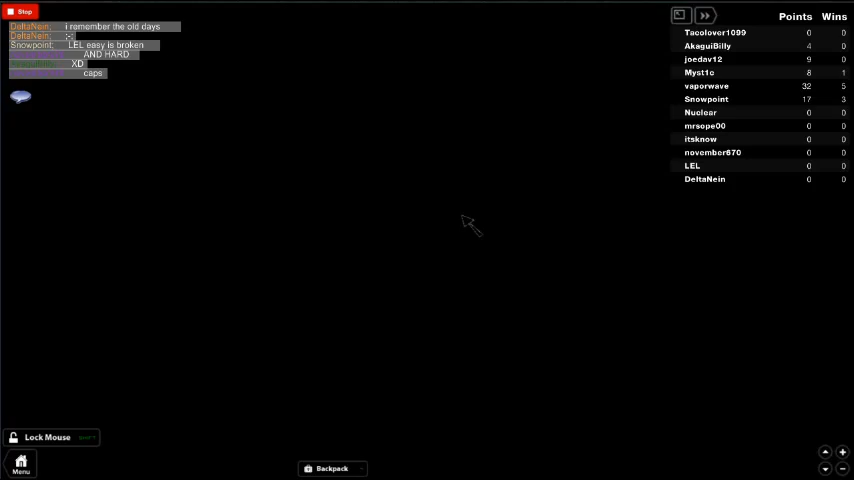 Stop
DeltaNein: i remember the old days
DeltaNein: ;-;
Snowpoint: LEL easy is broken
AND HARD
AkaguiBilly: XD
caps
Points Wins
Tacolover1099 0 0
AkaguiBilly 4 0
joedav12 9 0
Myst1c 8 1
vaporwave 32 5
Snowpoint 17 3
Nuclear 0 0
mrsope00 0 0
itsknow 0 0
november670 0 0
LEL 0 0
DeltaNein 0 0
Lock Mouse
Menu
Backpack